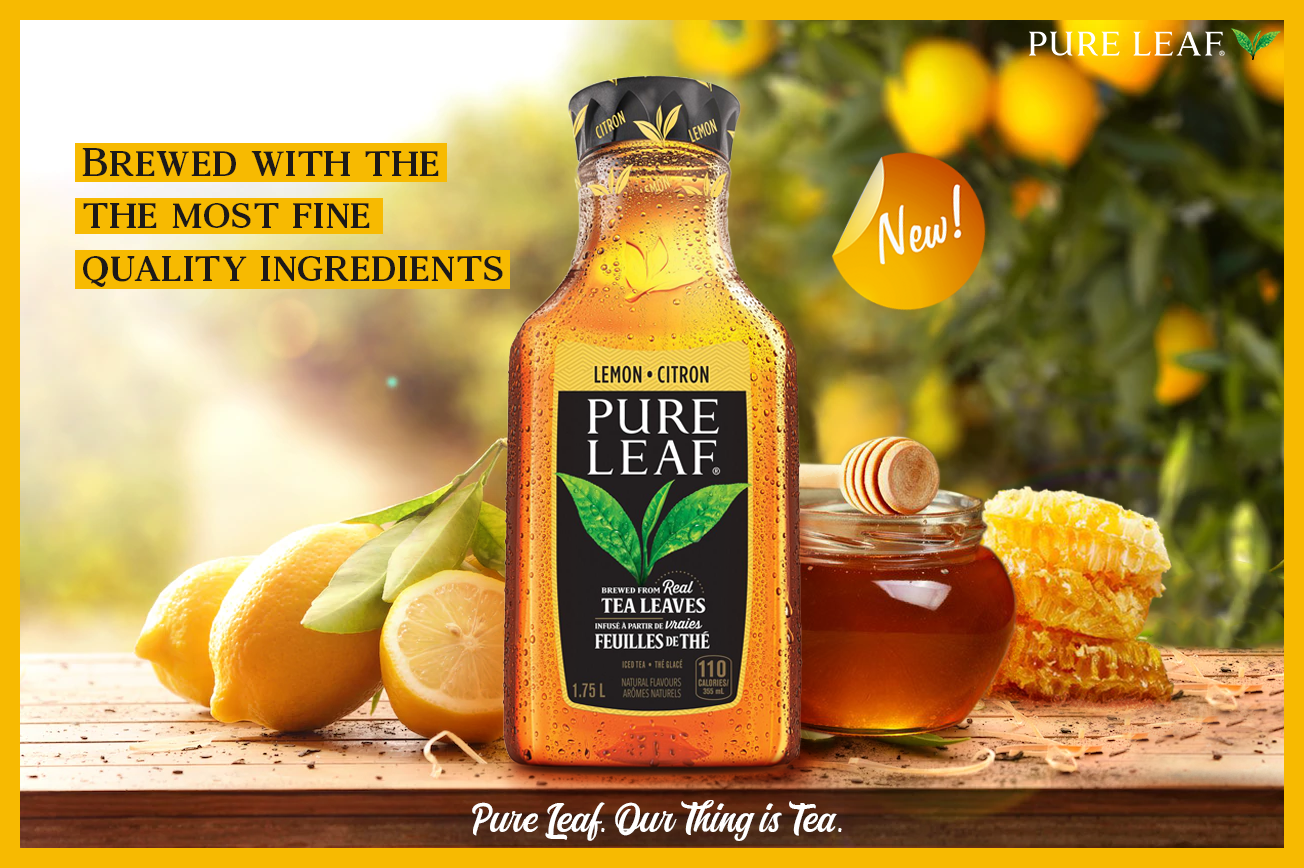 PURE LEAF®
BREWED WITH THE
THE MOST FINE
QUALITY INGREDIENTS
New!
CITRON
LEMON
LEMON • CITRON
PURE
LEAF®
BREWED FROM Real
TEA LEAVES
INFUSÉ À PARTIR DE vraies
FEUILLES DE THÉ
ICED TEA • THÉ GLACÉ
NATURAL FLAVOURS
ARÔMES NATURELS
1.75 L
110
CALORIES/
355 mL
Pure Leaf. Our Thing is Tea.